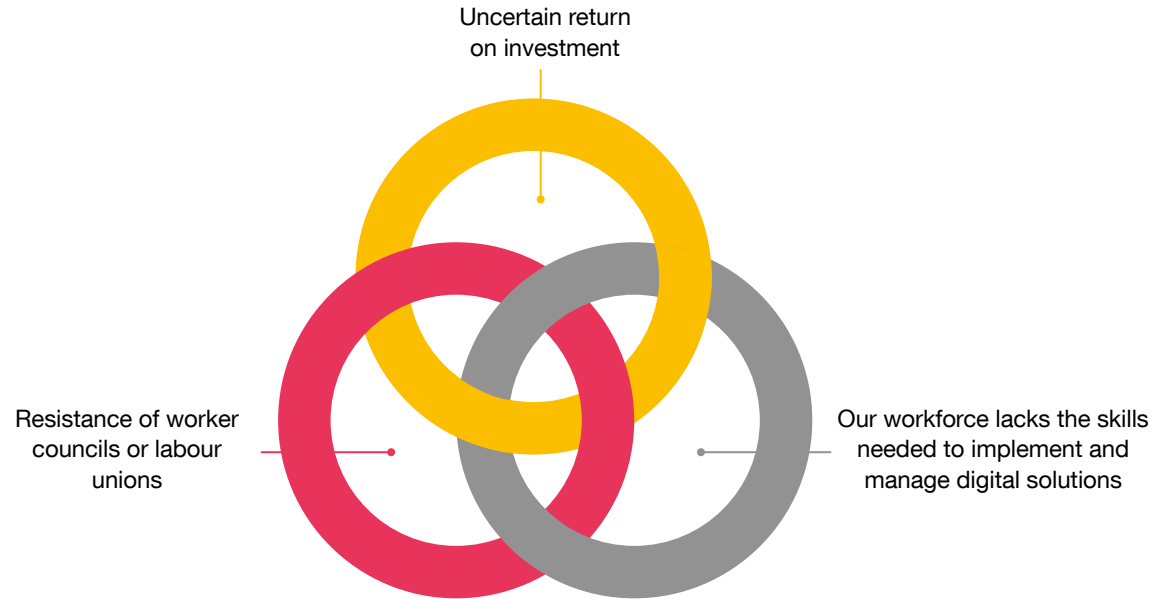 Uncertain return
on investment
Resistance of worker
councils or labour
unions
Our workforce lacks the skills
needed to implement and
manage digital solutions